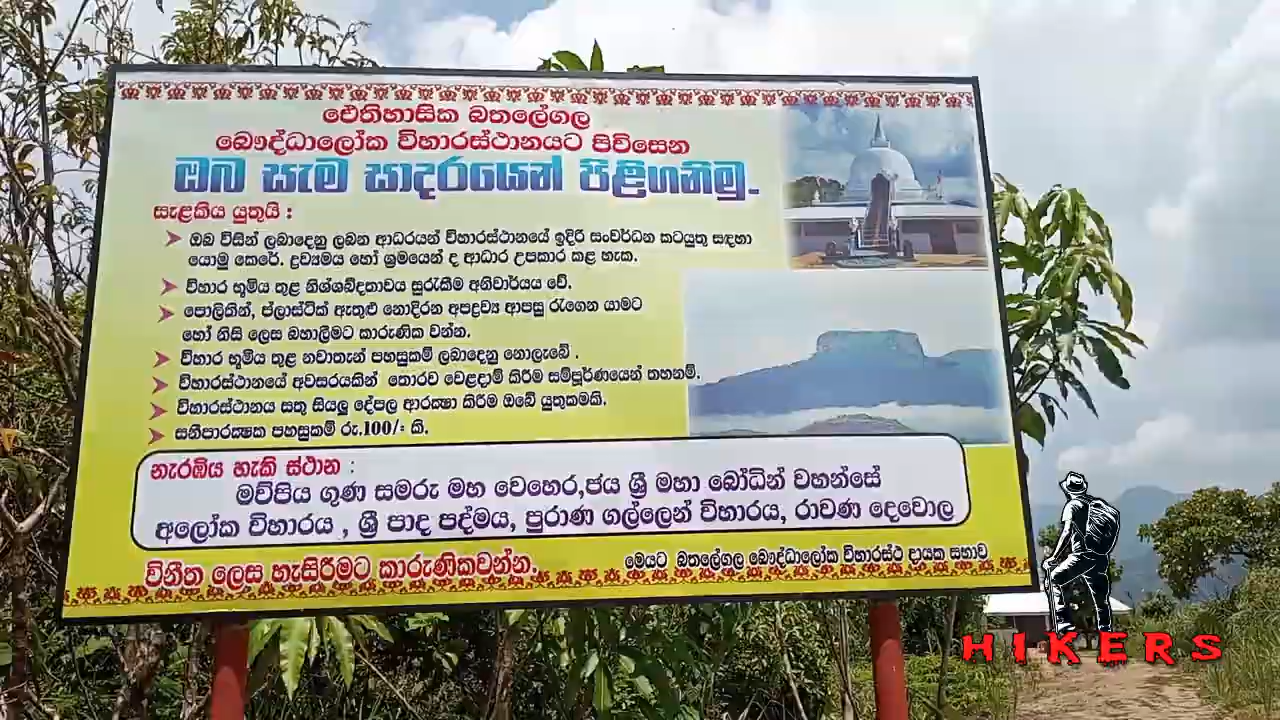 ඓතිහාසික බතලේගල
බෞද්ධාලෝක විහාරස්ථානයට පිවිසෙන
ඔබ සැම සාදරයෙන් පිළිගනිමු..
සැළකිය යුතුයි :
ඔබ විසින් ලබාදෙනු ලබන ආධරයන් විහාරස්ථානයේ ඉදිරි සංවර්ධන කටයුතු සඳහා
යොමු කෙරේ. ද්‍රව්‍යමය හෝ ශ්‍රමයෙන් ද ආධාර උපකාර කළ හැක.
විහාර භූමිය තුළ නිශ්ශබ්දතාවය සුරැකීම අනිවාර්යය වේ.
පොලිතින්, ප්ලාස්ටික් ඇතුළු නොදිරන අපද්‍රව්‍ය ආපසු රැගෙන යාමට
හෝ නිසි ලෙස බහාලීමට කාරුණික වන්න.
විහාර භූමිය තුළ නවාතැන් පහසුකම් ලබාදෙනු නොලැබේ .
විහාරස්ථානයේ අවසරයකින් තොරව වෙළදාම් කිරීම සම්පූර්ණයෙන් තහනම්.
විහාරස්ථානය සතු සියලු දේපල ආරක්‍ෂා කිරීම ඔබේ යුතුකමකි.
සනීපාරක්‍ෂක පහසුකම් රු.100/= කි.
නැරඹිය හැකි ස්ථාන :
මව්පිය ගුණ සමරු මහ වෙහෙර,ජය ශ්‍රී මහා බෝධින් වහන්සේ
අලෝක විහාරය , ශ්‍රී පාද පද්මය, පුරාණ ගල්ලෙන් විහාරය, රාවණ දෙවොල
විනීත ලෙස හැසිරීමට කාරුණිකවන්න.
මෙයට බතලේගල බෞද්ධාලෝක විහාරස්ථ දායක සභාව
HIKERS